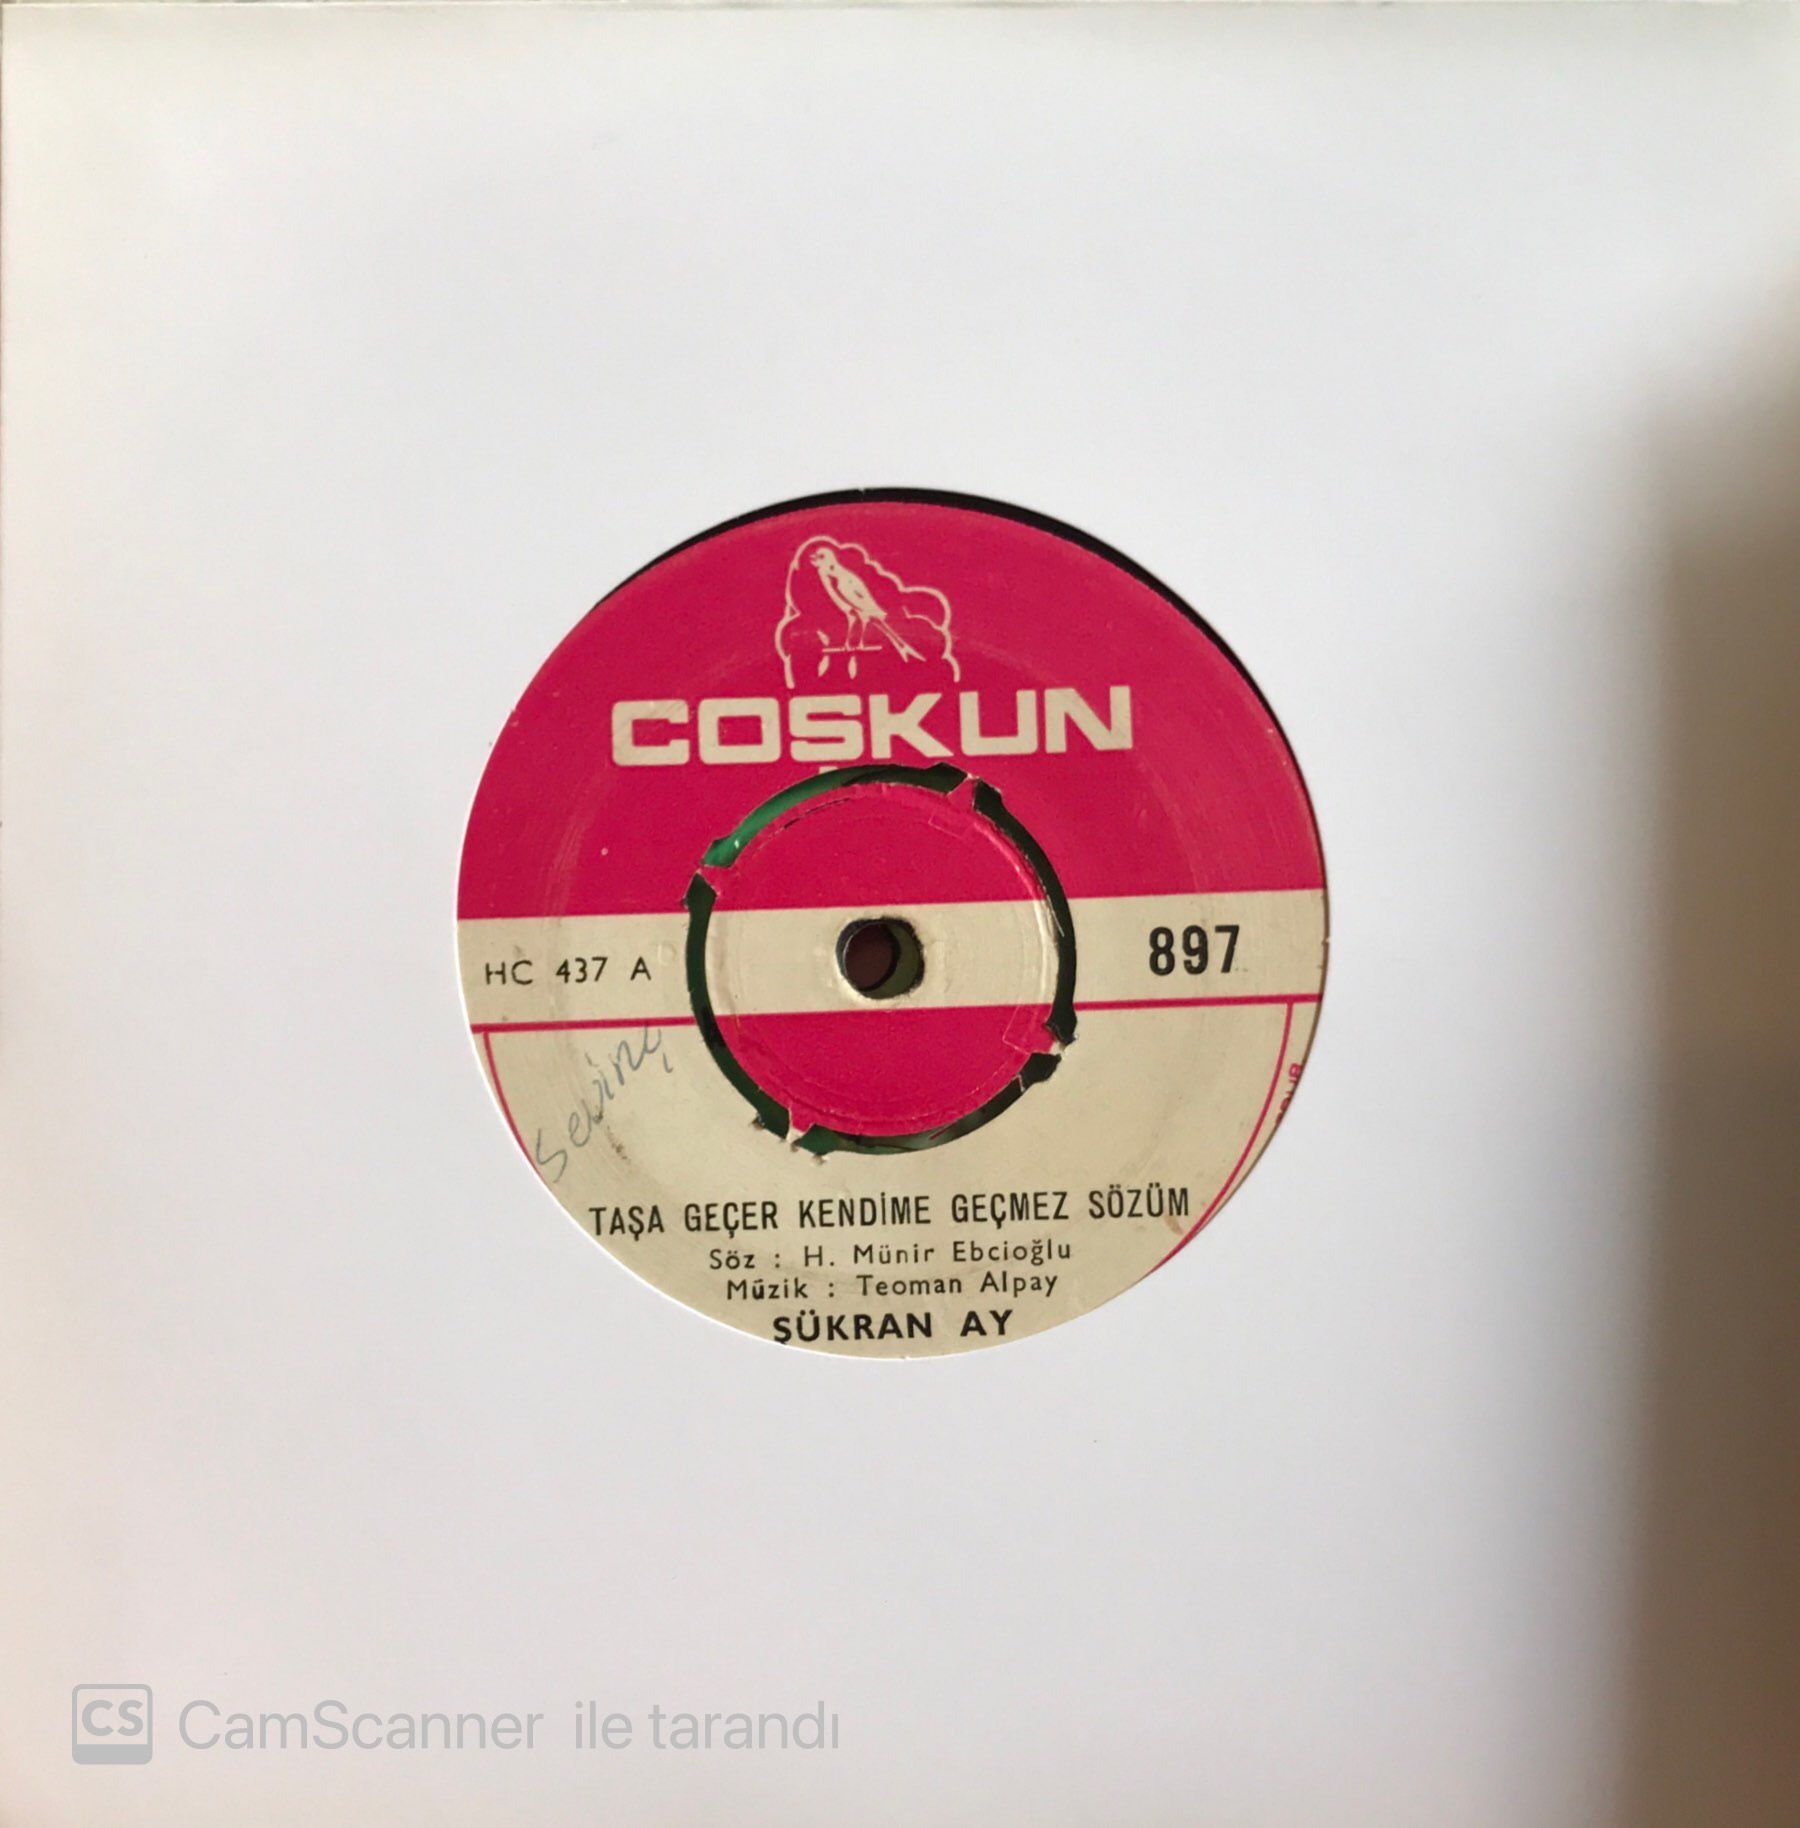 COŞKUN
HC 437 A
897
Sevinç
TAŞA GEÇER KENDİME GEÇMEZ SÖZÜM
Söz : H. Münir Ebcioğlu
Müzik : Teoman Alpay
ŞÜKRAN AY
CS CamScanner ile tarandı